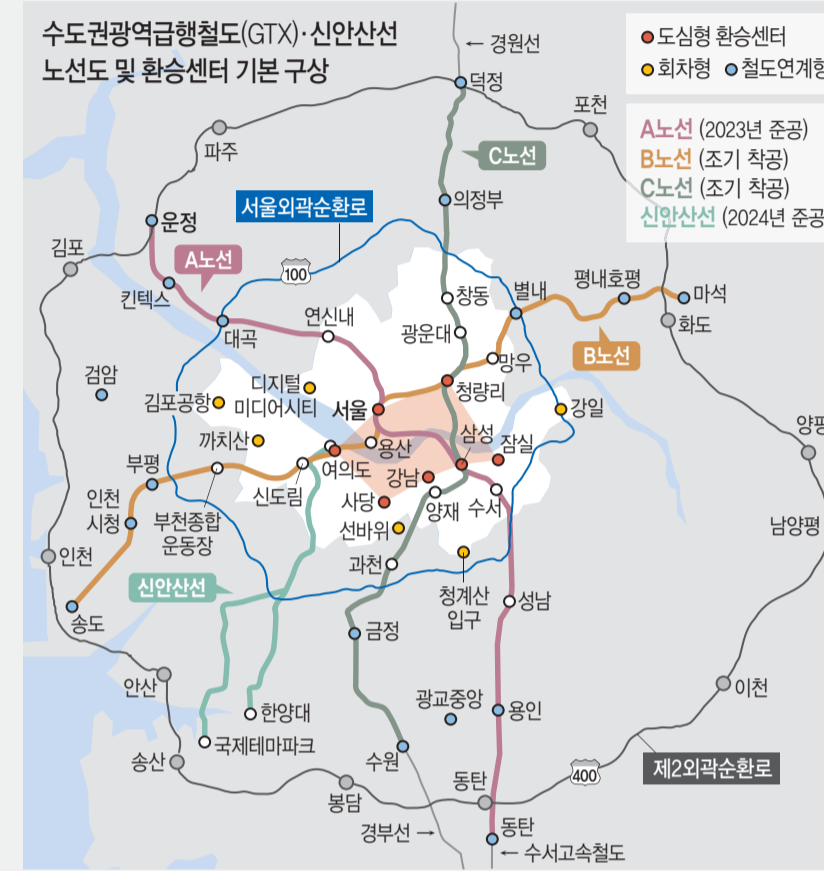 수도권광역급행철도(GTX)·신안산선
노선도 및 환승센터 기본 구상
← 경원선
도심형 환승센터
회차형
철도연계형
A노선 (2023년 준공)
B노선 (조기 착공)
C노선 (조기 착공)
신안산선 (2024년 준공
덕정
포천
파주
C노선
의정부
서울외곽순환로
운정
김포
A노선
100
킨텍스
창동
별내
평내호평
마석
연신내
광운대
화도
대곡
망우
B노선
검암
디지털
미디어시티
청량리
김포공항
서울
강일
까치산
용산
삼성
잠실
양평
부평
여의도
강남
신도림
인천
시청
부천종합
운동장
사당
양재
수서
선바위
남양평
인천
과천
신안산선
청계산
입구
성남
송도
금정
안산
한양대
광교중앙
용인
이천
국제테마파크
송산
수원
동탄
400
제2외곽순환로
봉담
경부선 →
동탄
← 수서고속철도